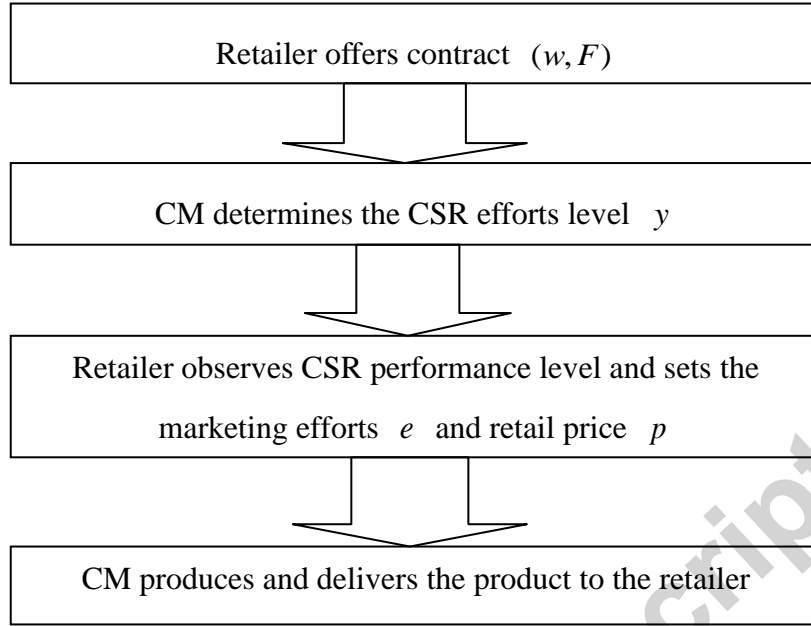 Retailer offers contract (w, F)
CM determines the CSR efforts level y
Retailer observes CSR performance level and sets the
marketing efforts e and retail price p
CM produces and delivers the product to the retailer
cript